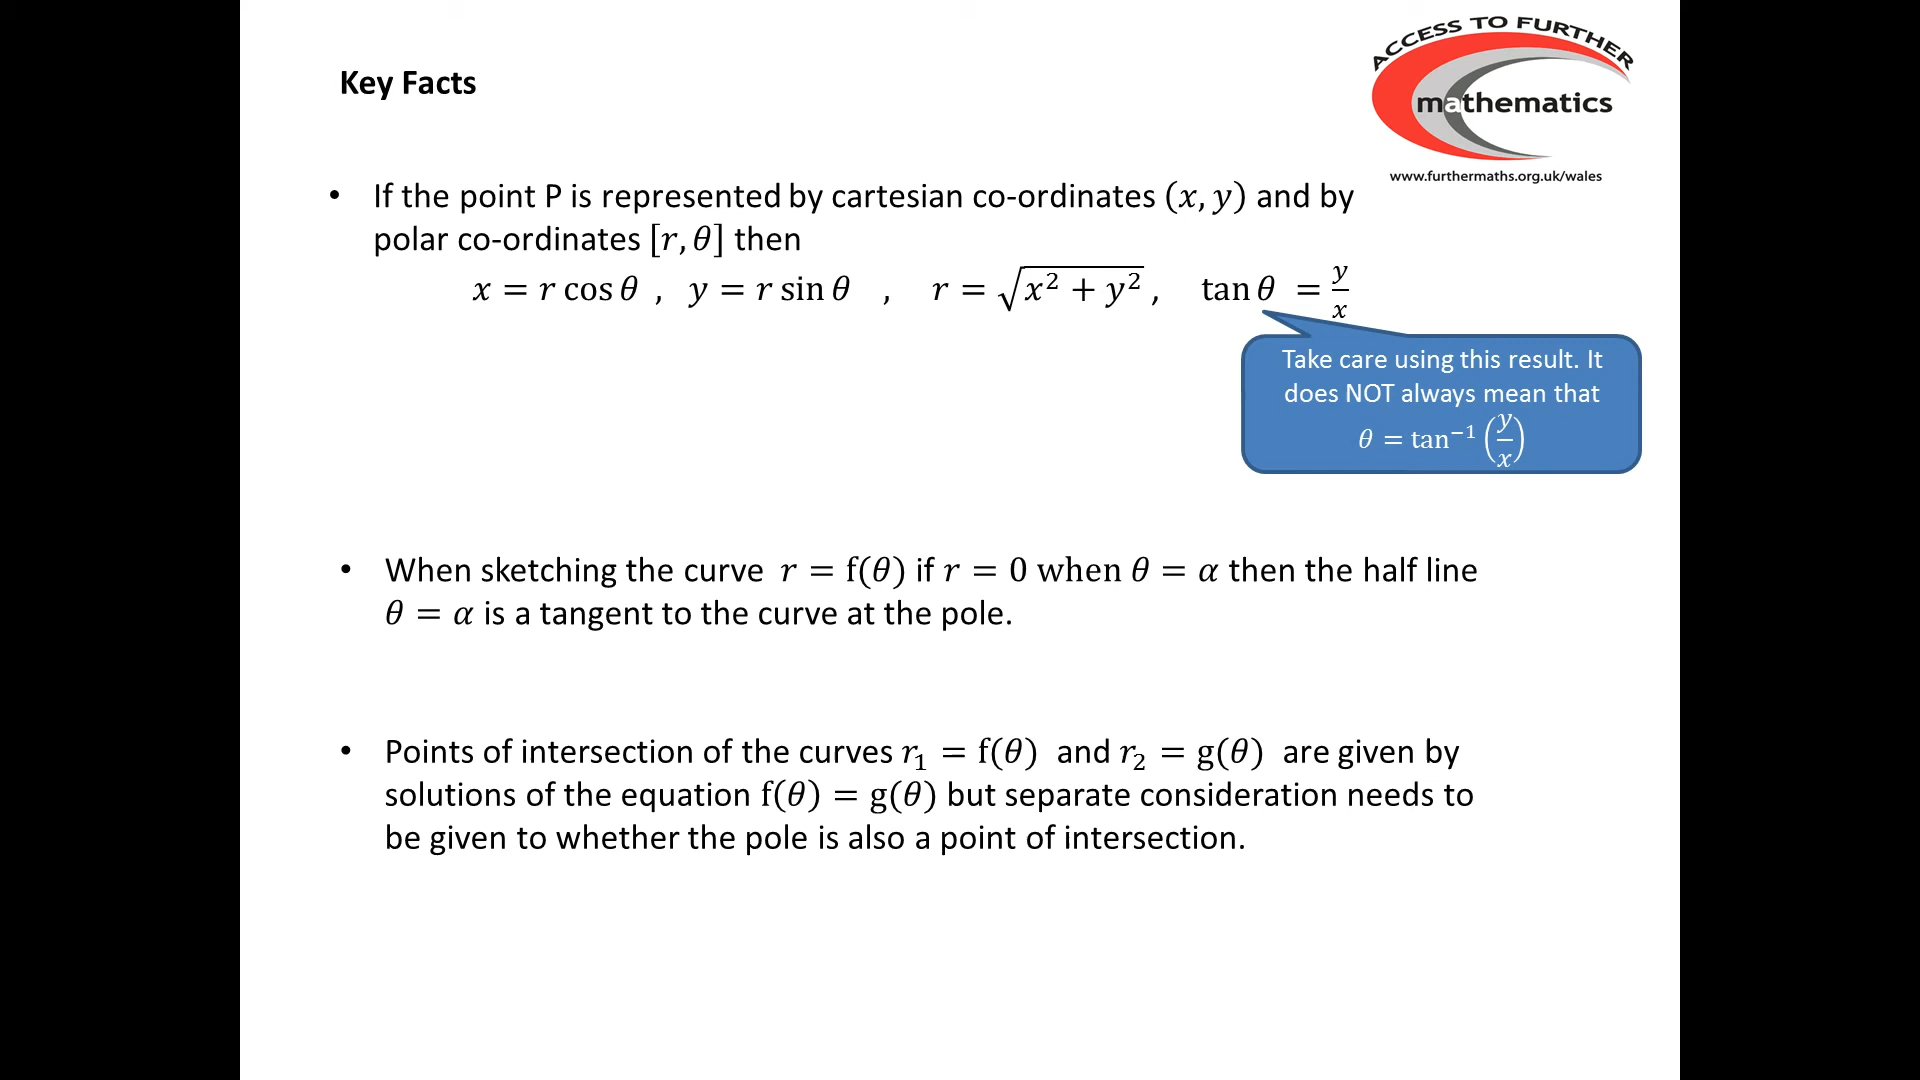 ACCESS TO FURTHER
mathematics
www.furthermaths.org.uk/wales
Key Facts
• If the point P is represented by cartesian co-ordinates (x, y) and by
polar co-ordinates [r, θ] then
x = r cos θ , y = r sin θ , r = √(x² + y²), tan θ = y/x
Take care using this result. It
does NOT always mean that
θ = tan⁻¹ (y/x)
• When sketching the curve r = f(θ) if r = 0 when θ = α then the half line
θ = α is a tangent to the curve at the pole.
• Points of intersection of the curves r₁ = f(θ) and r₂ = g(θ) are given by
solutions of the equation f(θ) = g(θ) but separate consideration needs to
be given to whether the pole is also a point of intersection.